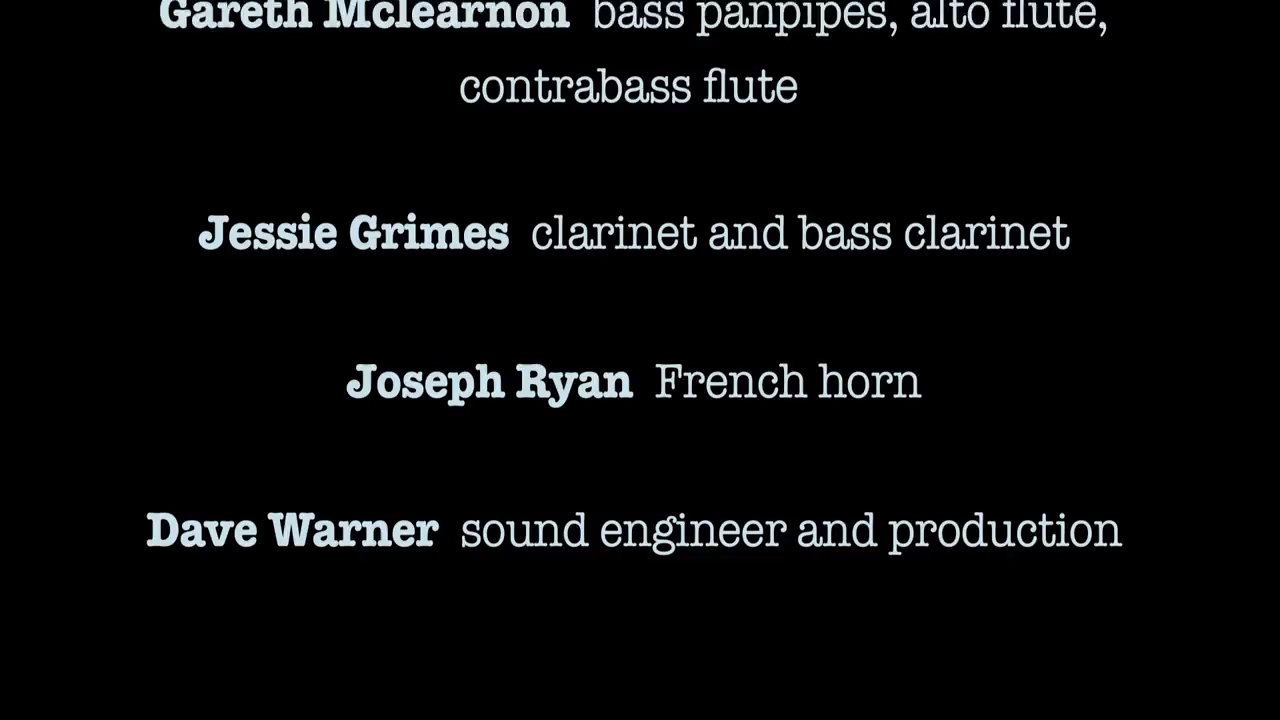 Gareth Mclearnon bass panpipes, alto flute,
contrabass flute
Jessie Grimes clarinet and bass clarinet
Joseph Ryan French horn
Dave Warner sound engineer and production